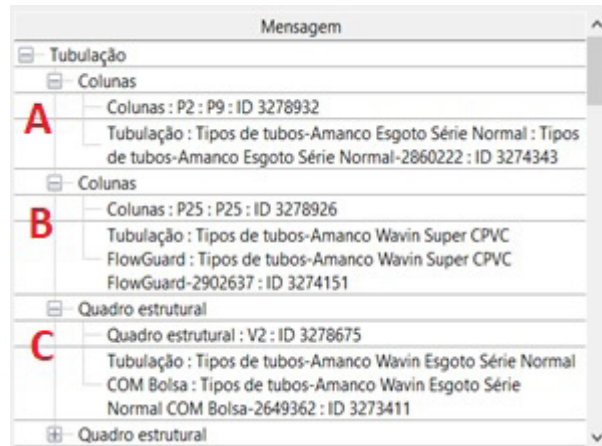 Mensagem
Tubulação
Colunas
Colunas : P2 : P9 : ID 3278932
A
Tubulação : Tipos de tubos-Amanco Esgoto Série Normal : Tipos
de tubos-Amanco Esgoto Série Normal-2860222 : ID 3274343
Colunas
Colunas : P25 : P25 : ID 3278926
B
Tubulação : Tipos de tubos-Amanco Wavin Super CPVC
FlowGuard : Tipos de tubos-Amanco Wavin Super CPVC
FlowGuard-2902637 : ID 3274151
Quadro estrutural
Quadro estrutural : V2 : ID 3278675
C
Tubulação : Tipos de tubos-Amanco Wavin Esgoto Série Normal
COM Bolsa : Tipos de tubos-Amanco Wavin Esgoto Série
Normal COM Bolsa-2649362 : ID 3273411
Quadro estrutural